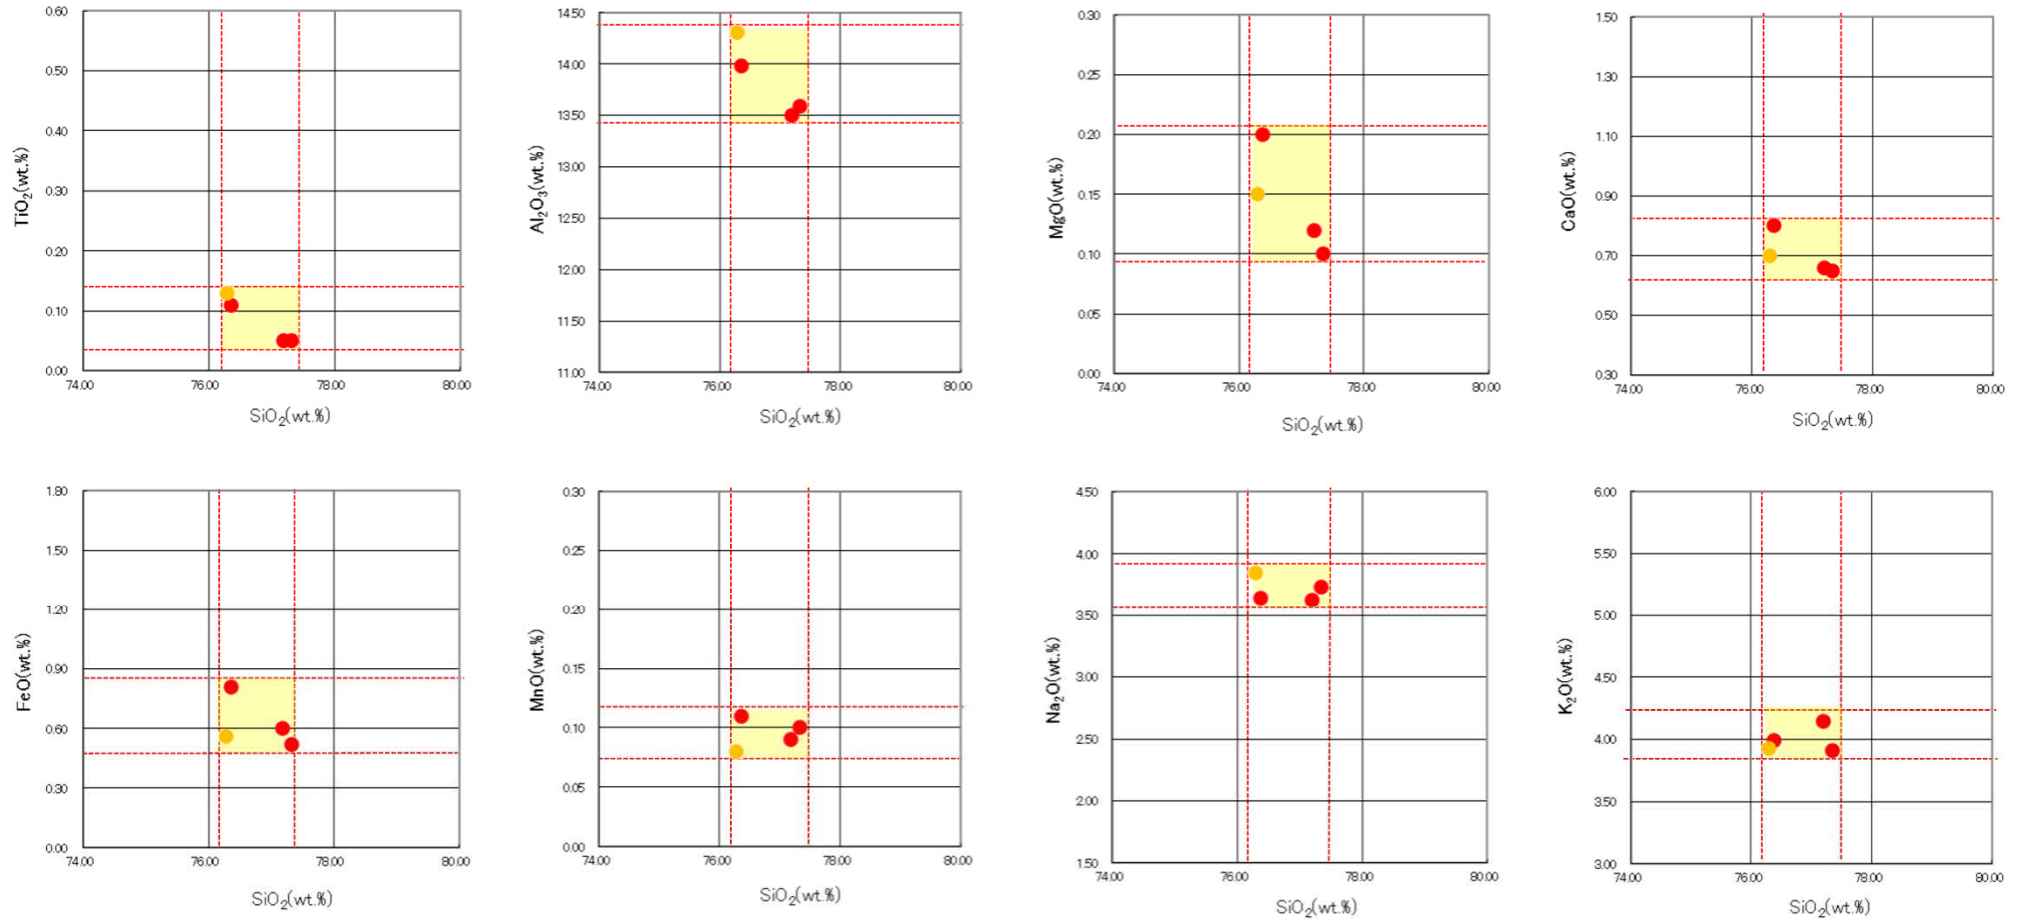 0.60
0.50
0.40
0.30
0.20
0.10
0.00
74.00 76.00 78.00 80.00
TiO2(wt.%)
SiO2(wt.%)
14.50
14.00
13.50
13.00
12.50
12.00
11.50
11.00
74.00 76.00 78.00 80.00
Al2O3(wt.%)
SiO2(wt.%)
0.30
0.25
0.20
0.15
0.10
0.05
0.00
74.00 76.00 78.00 80.00
MgO(wt.%)
SiO2(wt.%)
1.50
1.30
1.10
0.90
0.70
0.50
0.30
74.00 76.00 78.00 80.00
CaO(wt.%)
SiO2(wt.%)
1.80
1.50
1.20
0.90
0.60
0.30
0.00
74.00 76.00 78.00 80.00
FeO(wt.%)
SiO2(wt.%)
0.30
0.25
0.20
0.15
0.10
0.05
0.00
74.00 76.00 78.00 80.00
MnO(wt.%)
SiO2(wt.%)
4.50
4.00
3.50
3.00
2.50
2.00
1.50
74.00 76.00 78.00 80.00
Na2O(wt.%)
SiO2(wt.%)
6.00
5.50
5.00
4.50
4.00
3.50
3.00
74.00 76.00 78.00 80.00
K2O(wt.%)
SiO2(wt.%)